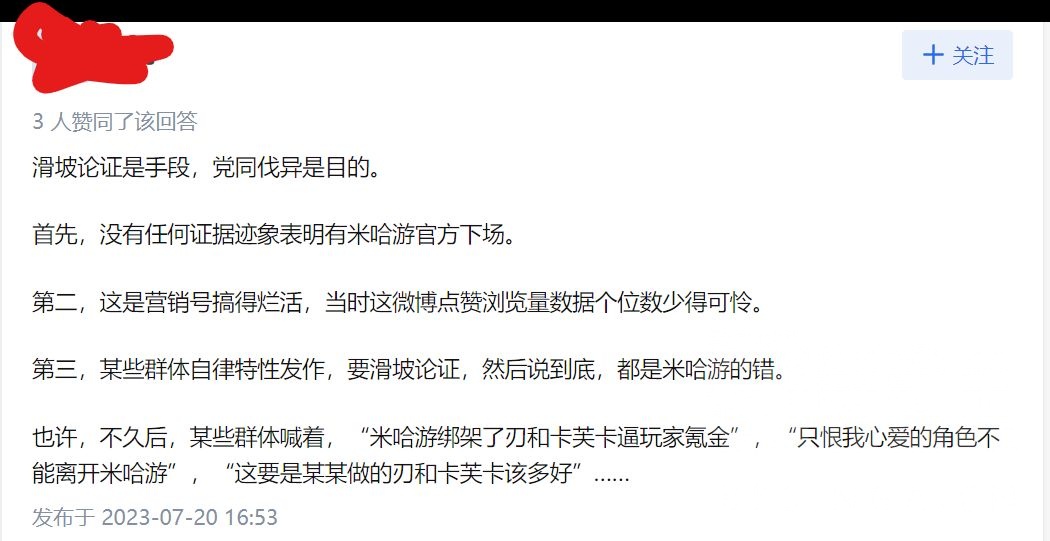 + 关注
3 人赞同了该回答
滑坡论证是手段，党同伐异是目的。
首先，没有任何证据迹象表明有米哈游官方下场。
第二，这是营销号搞得烂活，当时这微博点赞浏览量数据个位数少得可怜。
第三，某些群体自律特性发作，要滑坡论证，然后说到底，都是米哈游的错。
也许，不久后，某些群体喊着，“米哈游绑架了刃和卡芙卡逼玩家氪金”，“只恨我心爱的角色不
能离开米哈游”，“这要是某某做的刃和卡芙卡该多好”……
发布于 2023-07-20 16:53